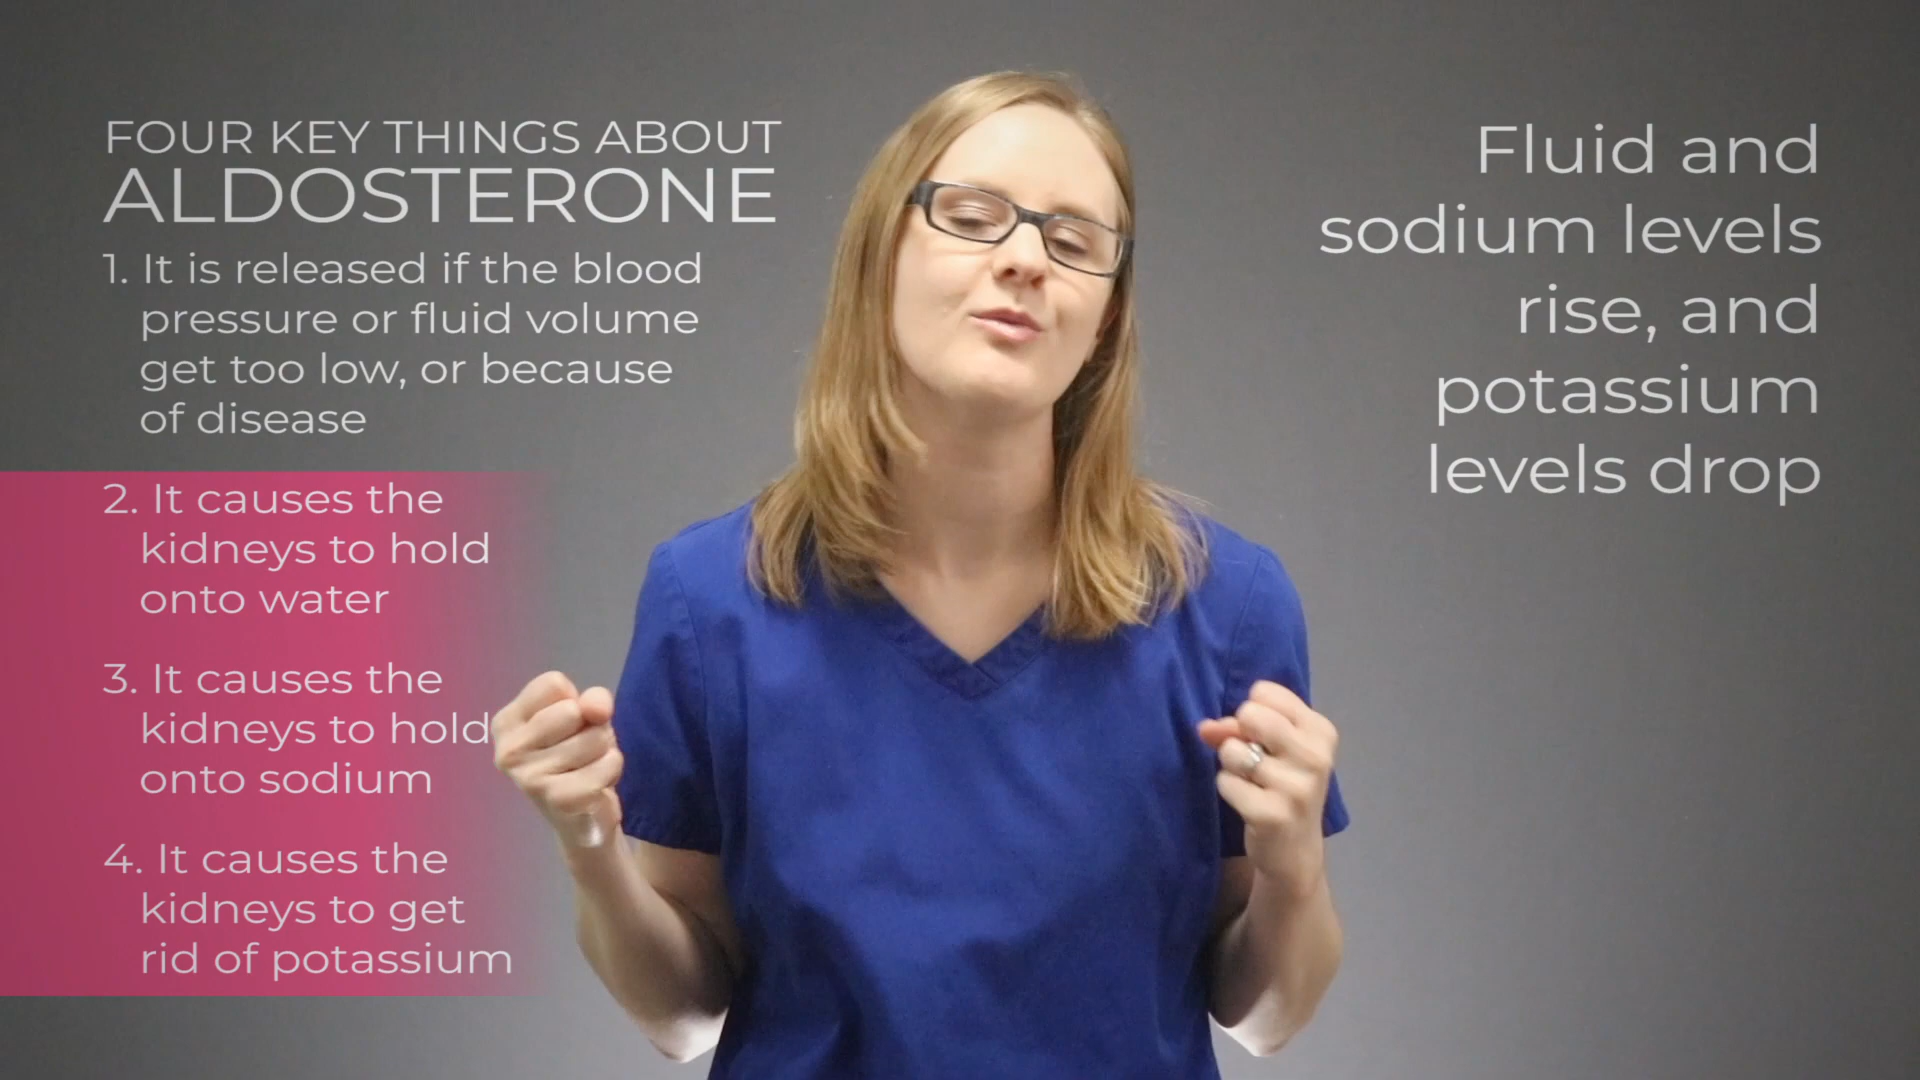 FOUR KEY THINGS ABOUT
ALDOSTERONE
1. It is released if the blood
pressure or fluid volume
get too low, or because
of disease
2. It causes the
kidneys to hold
onto water
3. It causes the
kidneys to hold
onto sodium
4. It causes the
kidneys to get
rid of potassium
Fluid and
sodium levels
rise, and
potassium
levels drop